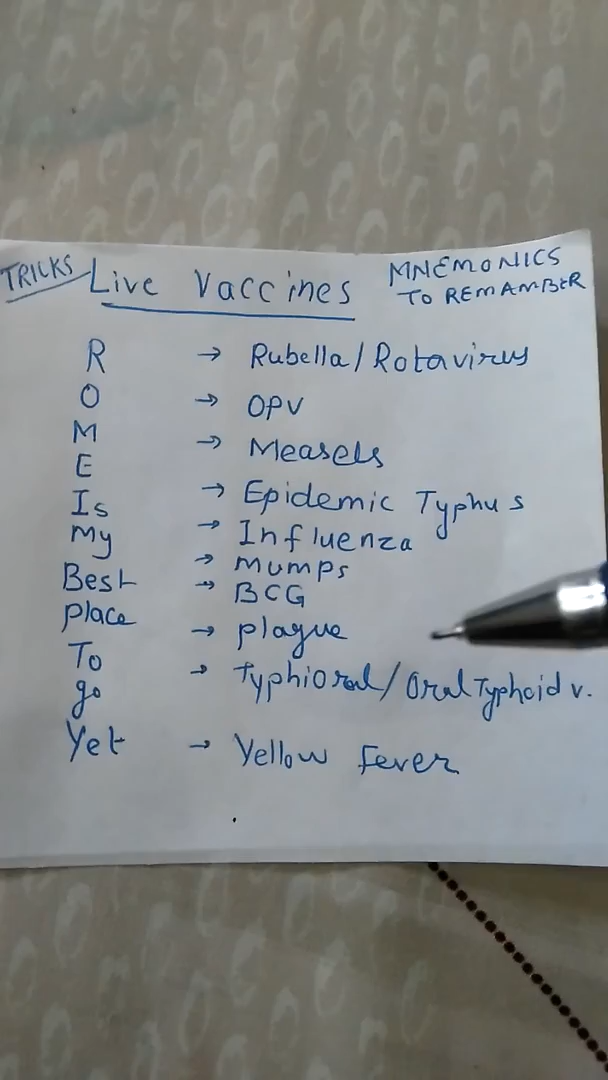 TRICKS Live Vaccines MNEMONICS
TO REMAMBER
R → Rubella/Rotavirus
O → OPV
M → Measels
E → Epidemic Typhus
Is → Influenza
My → Mumps
Best → BCG
Place → Plague
To → Typhioral/Oral Typhoid v.
go
Yet → Yellow Fever